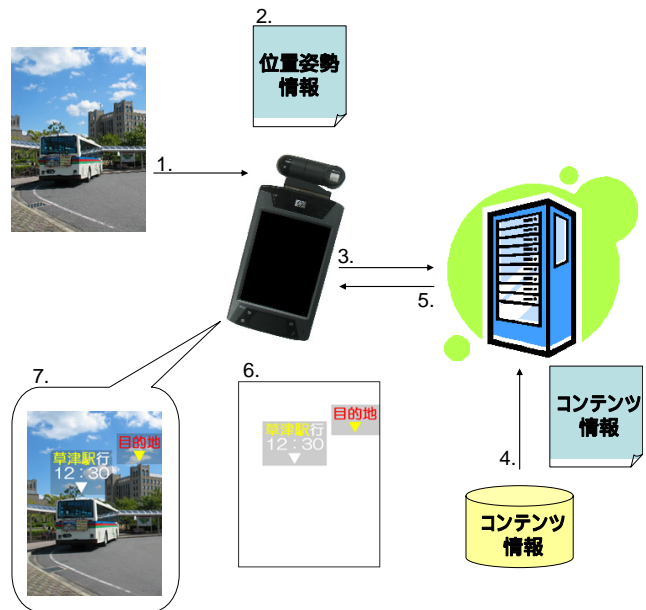 2.
位置姿勢
情報
1.
3.
5.
7.
草津駅行
12:30
目的地
6.
草津駅行
12:30
目的地
コンテンツ
情報
4.
コンテンツ
情報